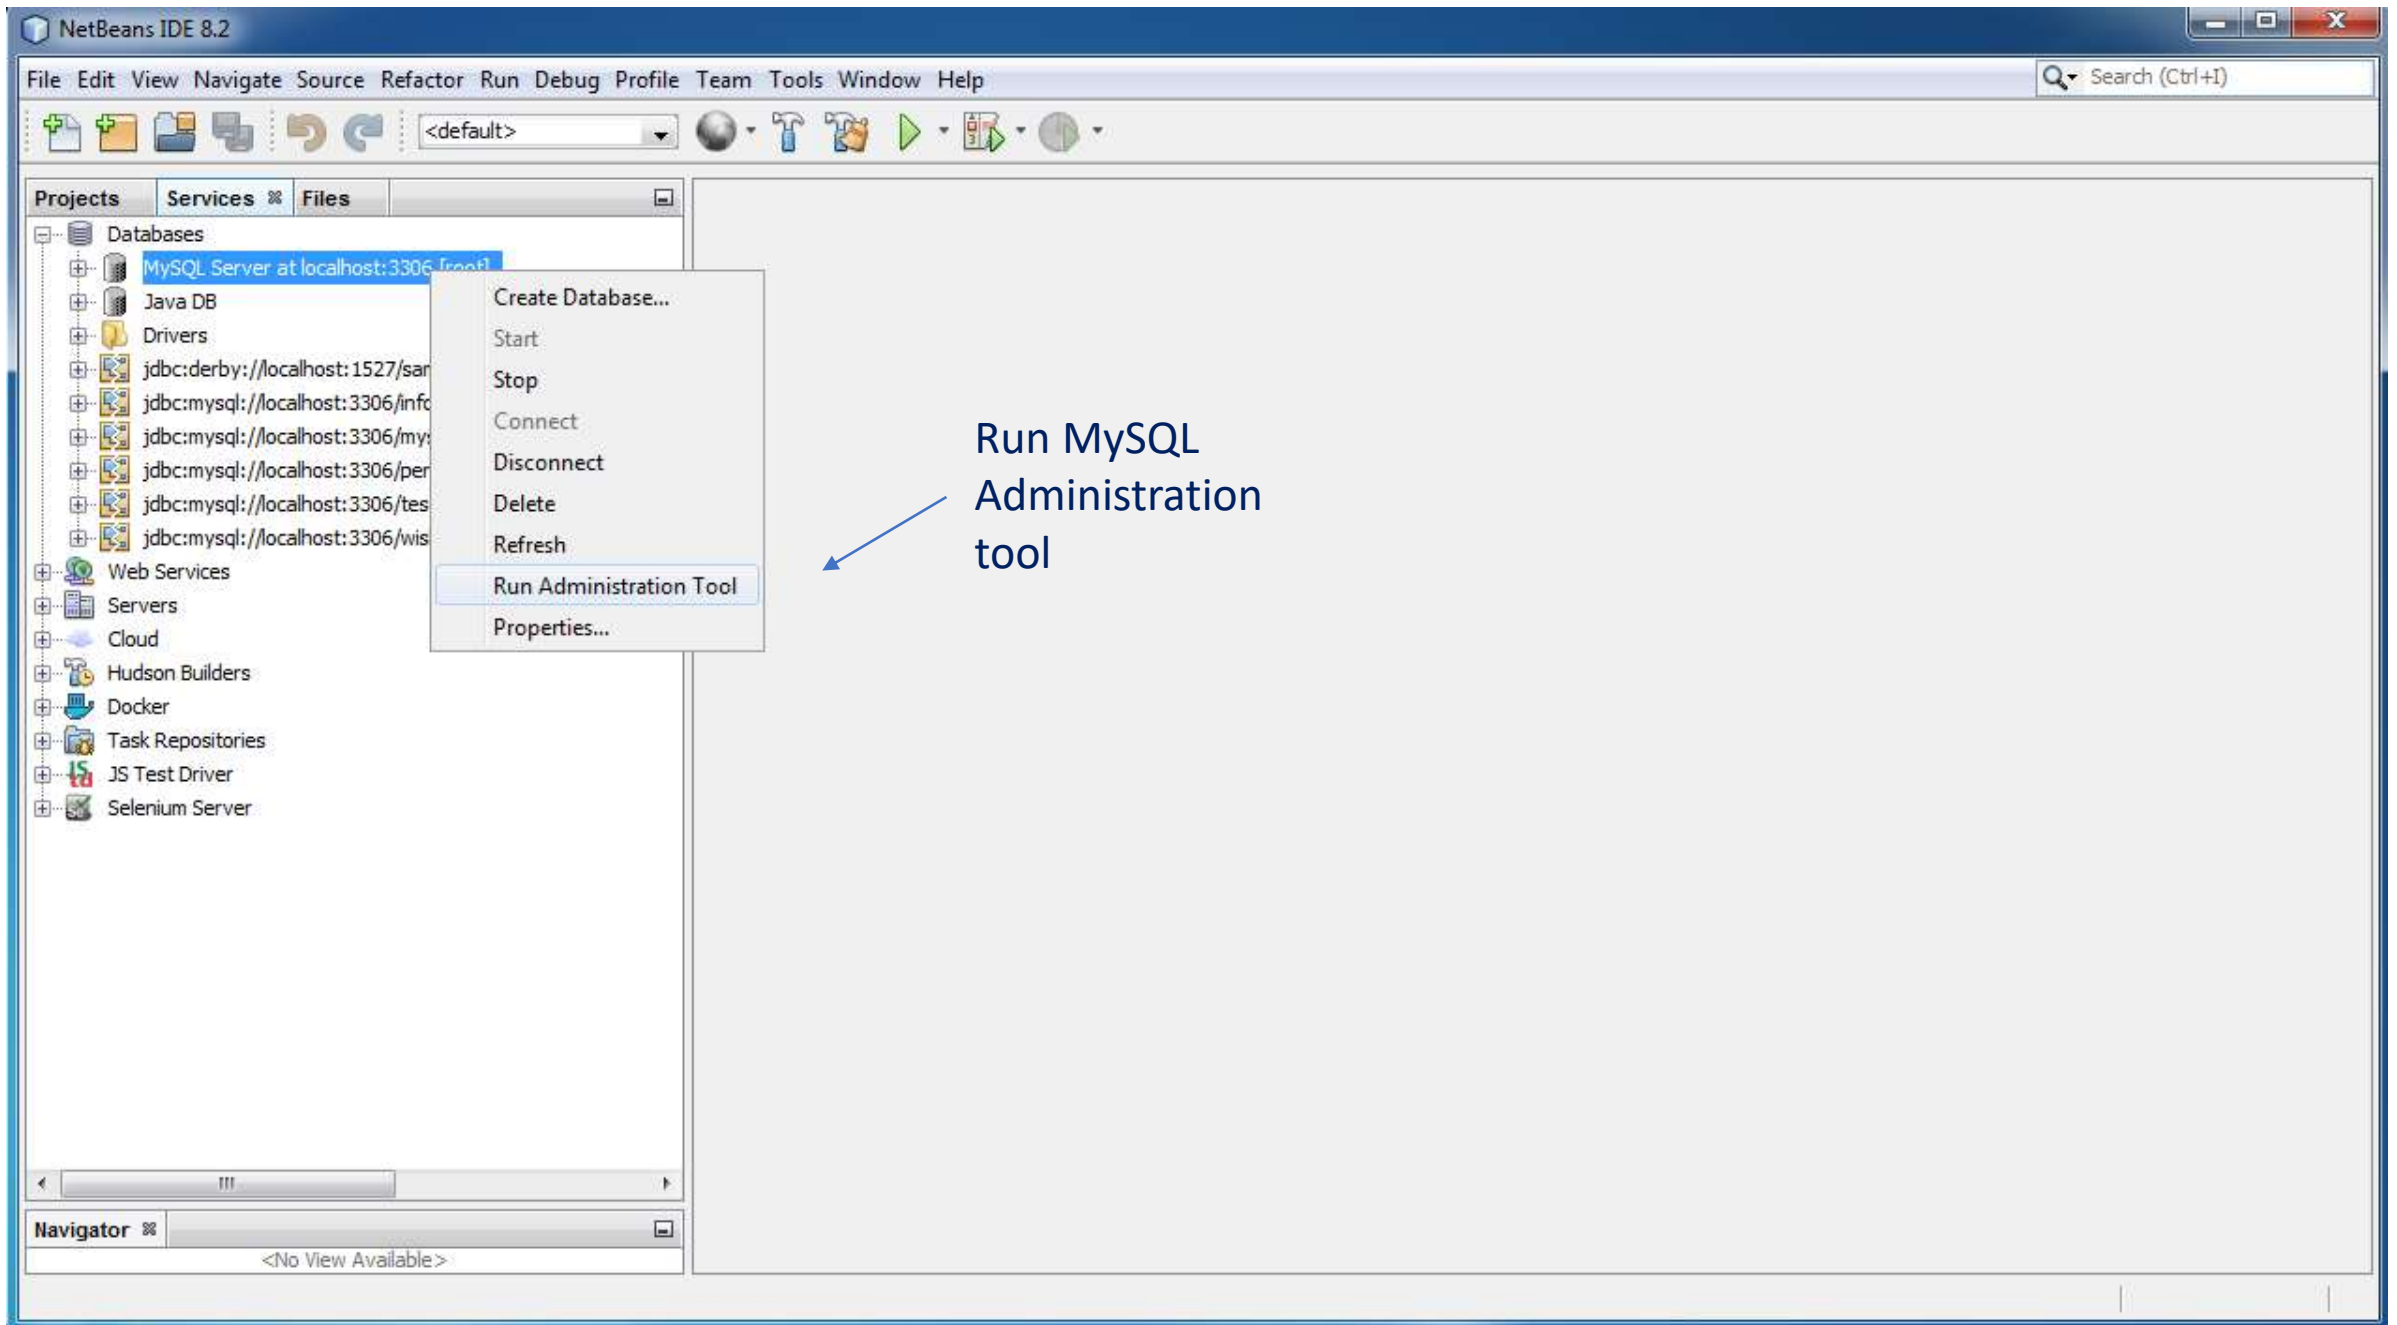 NetBeans IDE 8.2
File Edit View Navigate Source Refactor Run Debug Profile Team Tools Window Help
Search (Ctrl+I)
<default>
Projects Services Files
Databases
MySQL Server at localhost:3306 [root]
Java DB
Drivers
jdbc:derby://localhost:1527/sar
jdbc:mysql://localhost:3306/info
jdbc:mysql://localhost:3306/mys
jdbc:mysql://localhost:3306/per
jdbc:mysql://localhost:3306/tes
jdbc:mysql://localhost:3306/wis
Web Services
Servers
Cloud
Hudson Builders
Docker
Task Repositories
JS Test Driver
Selenium Server
Create Database...
Start
Stop
Connect
Disconnect
Delete
Refresh
Run Administration Tool
Properties...
Run MySQL
Administration
tool
Navigator
<No View Available>